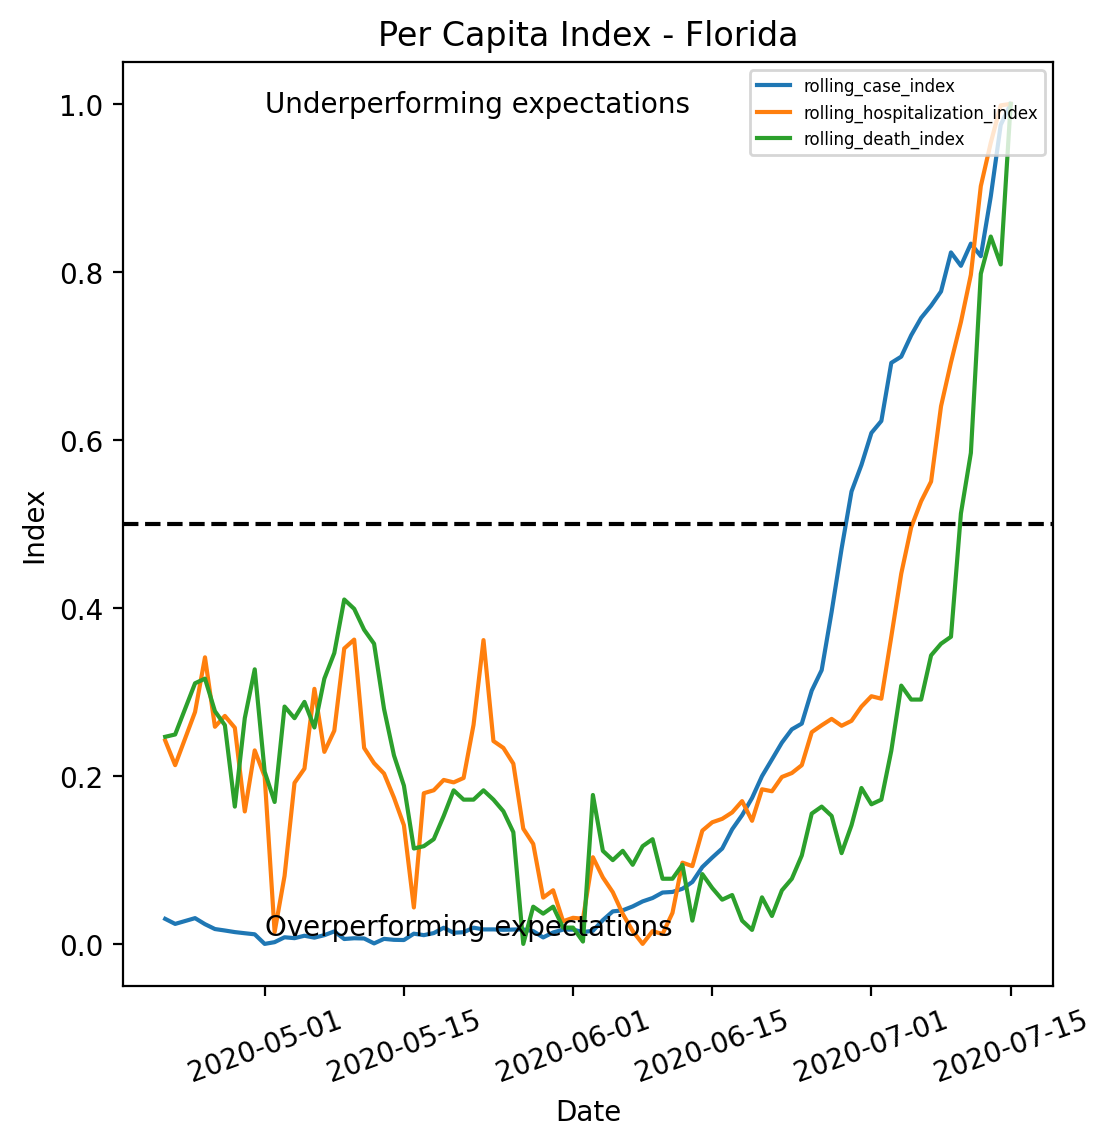 Per Capita Index - Florida
Underperforming expectations
rolling_case_index
rolling_hospitalization_index
rolling_death_index
1.0
0.8
0.6
0.4
0.2
0.0
Index
Overperforming expectations
2020-05-01
2020-05-15
2020-06-01
2020-06-15
2020-07-01
2020-07-15
Date